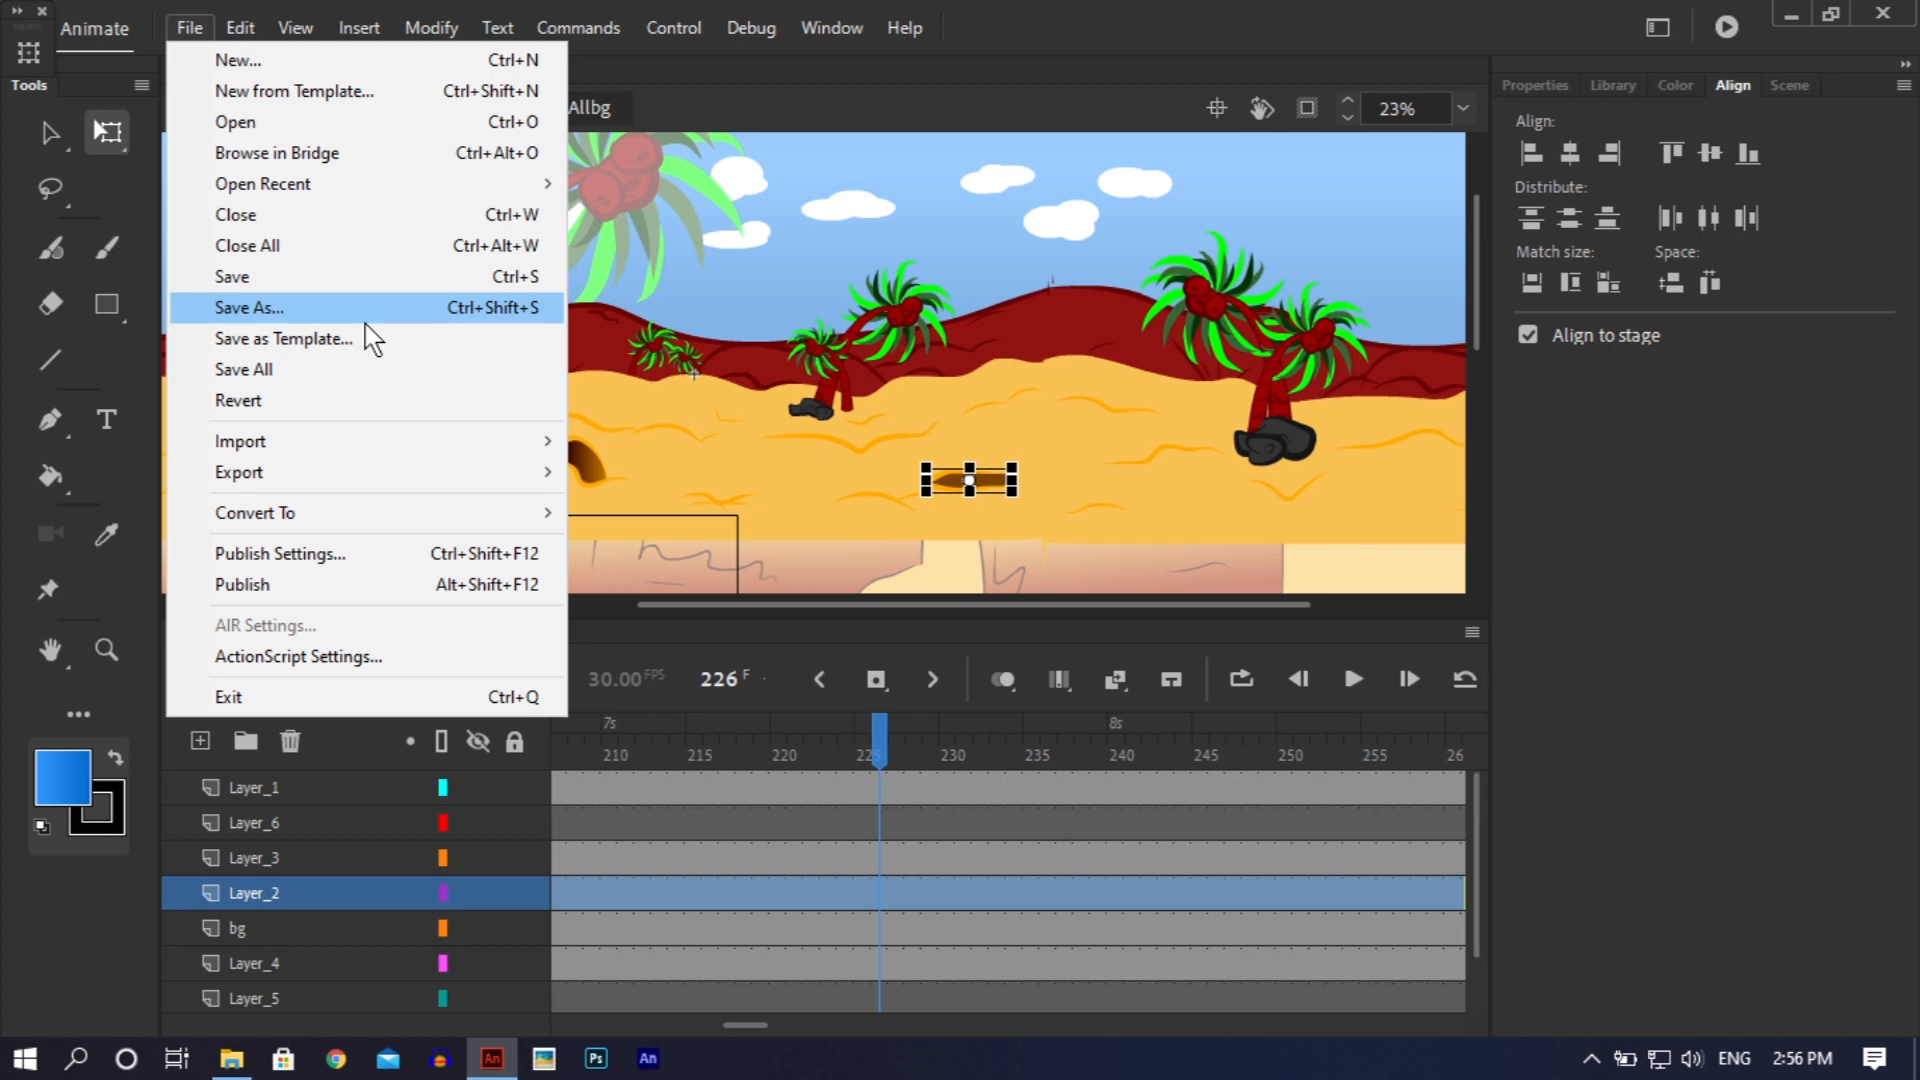 Animate
File Edit View Insert Modify Text Commands Control Debug Window Help
Tools
New... Ctrl+N
New from Template... Ctrl+Shift+N
Open Ctrl+O
Browse in Bridge Ctrl+Alt+O
Open Recent
Close Ctrl+W
Close All Ctrl+Alt+W
Save Ctrl+S
Save As... Ctrl+Shift+S
Save as Template...
Save All
Revert
Import
Export
Convert To
Publish Settings... Ctrl+Shift+F12
Publish Alt+Shift+F12
AIR Settings...
ActionScript Settings...
Exit Ctrl+Q
Allbg
23%
Properties Library Color Align Scene
Align:
Distribute:
Match size: Space:
Align to stage
30.00 FPS 226 F
7s 8s
210 215 220 225 230 235 240 245 250 255 26
Layer_1
Layer_6
Layer_3
Layer_2
bg
Layer_4
Layer_5
T
An Ps An
ENG 2:56 PM